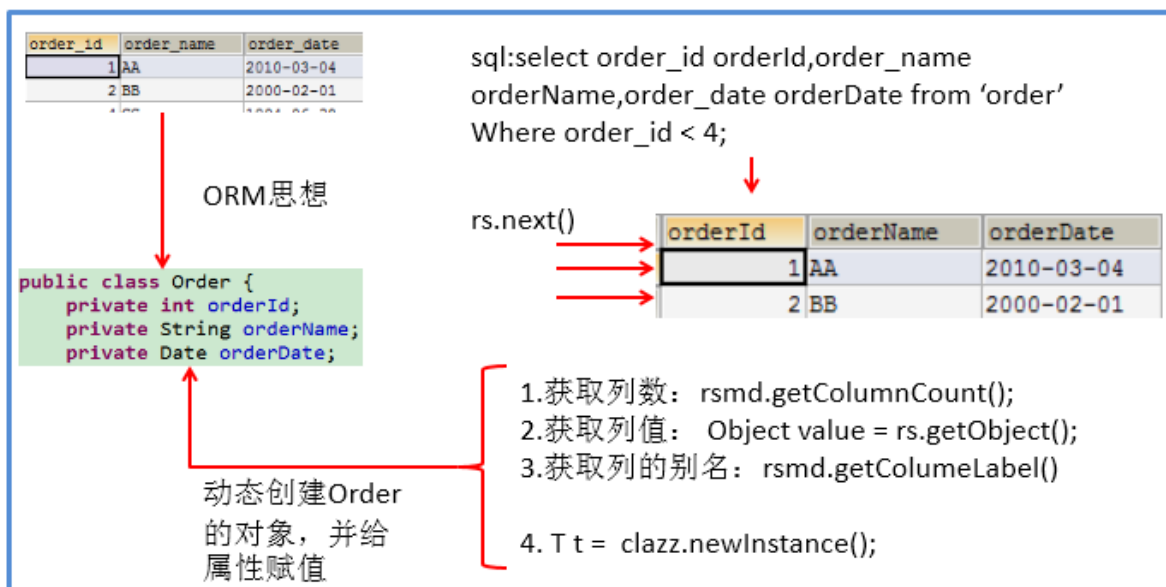 order_id order_name order_date
1 AA 2010-03-04
2 BB 2000-02-01
ORM思想
public class Order {
private int orderId;
private String orderName;
private Date orderDate;
sql:select order_id orderId,order_name
orderName,order_date orderDate from ‘order’
Where order_id < 4;
rs.next()
orderId orderName orderDate
1 AA 2010-03-04
2 BB 2000-02-01
1.获取列数：rsmd.getColumnCount();
2.获取列值： Object value = rs.getObject();
3.获取列的别名：rsmd.getColumeLabel()
4. T t = clazz.newInstance();
动态创建Order
的对象，并给
属性赋值